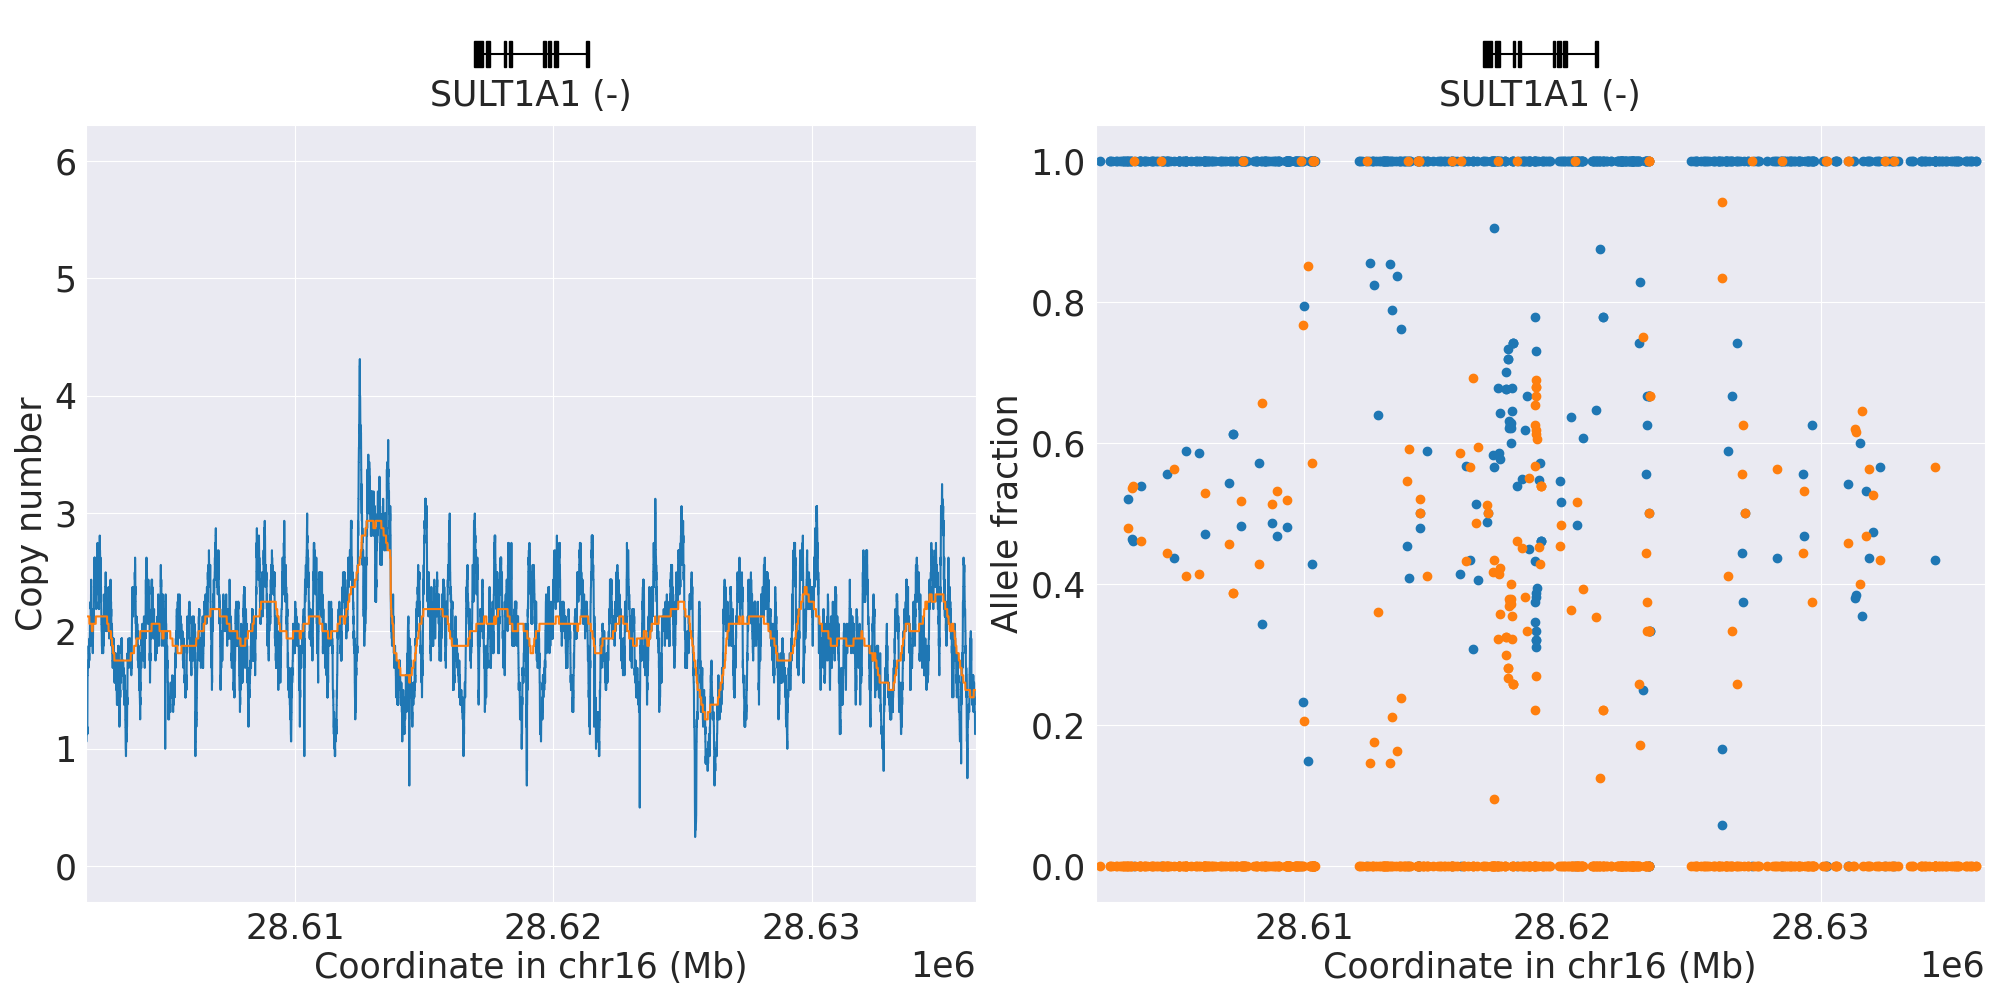 SULT1A1 (-)
6
5
4
3
2
1
0
Copy number
28.61
28.62
28.63
Coordinate in chr16 (Mb)
1e6
SULT1A1 (-)
1.0
0.8
0.6
0.4
0.2
0.0
Allele fraction
28.61
28.62
28.63
Coordinate in chr16 (Mb)
1e6